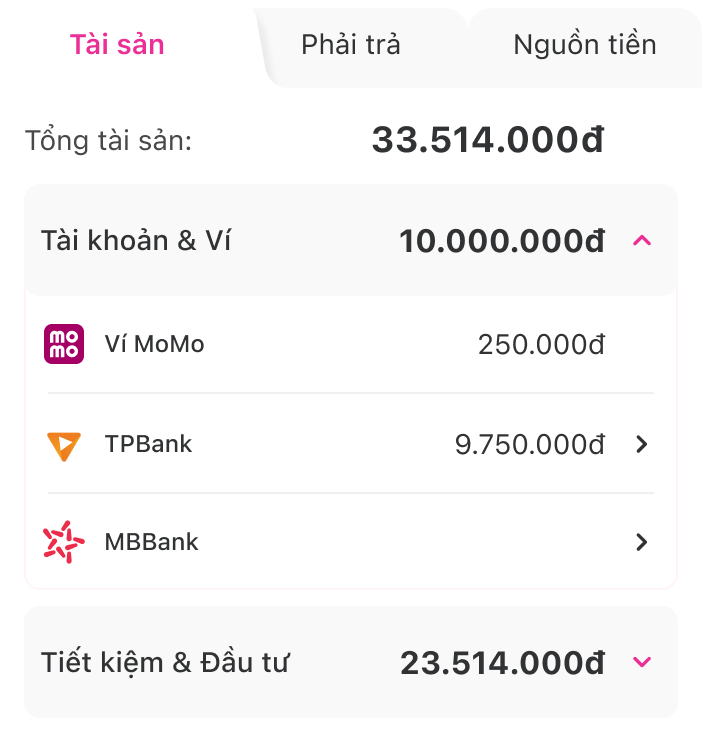 Tài sản Phải trả Nguồn tiền
Tổng tài sản: 33.514.000đ
Tài khoản & Ví 10.000.000đ
mo mo Ví MoMo 250.000đ
TPBank 9.750.000đ
MBBank
Tiết kiệm & Đầu tư 23.514.000đ